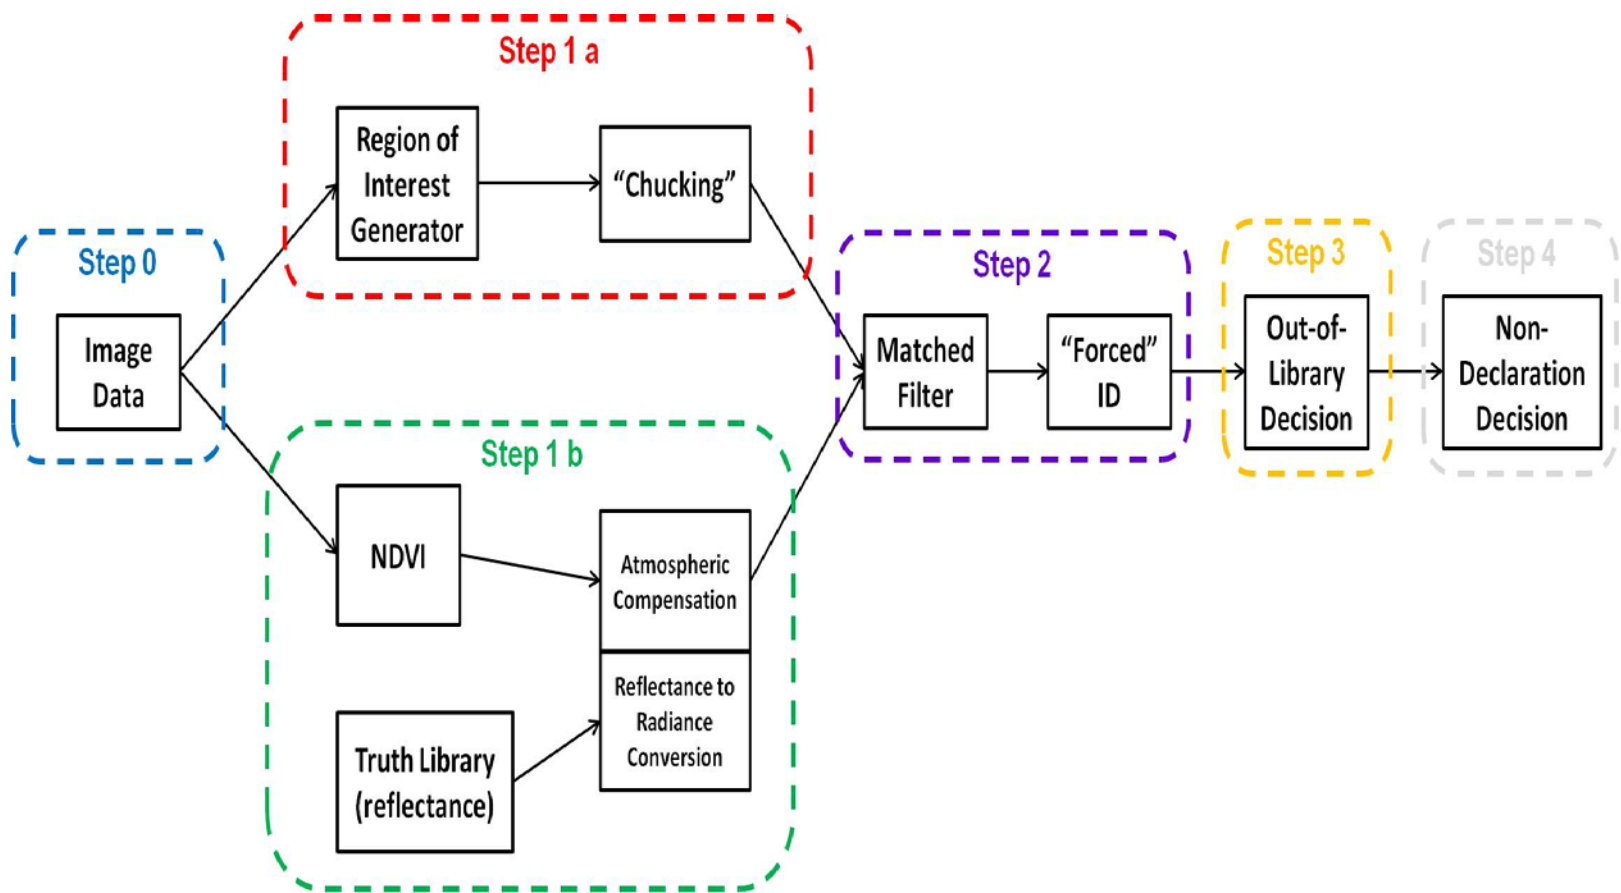 Step 0
Image
Data
Step 1 a
Region of
Interest
Generator
“Chucking”
Step 1 b
NDVI
Atmospheric
Compensation
Truth Library
(reflectance)
Reflectance to
Radiance
Conversion
Step 2
Matched
Filter
“Forced”
ID
Step 3
Out-of-
Library
Decision
Step 4
Non-
Declaration
Decision